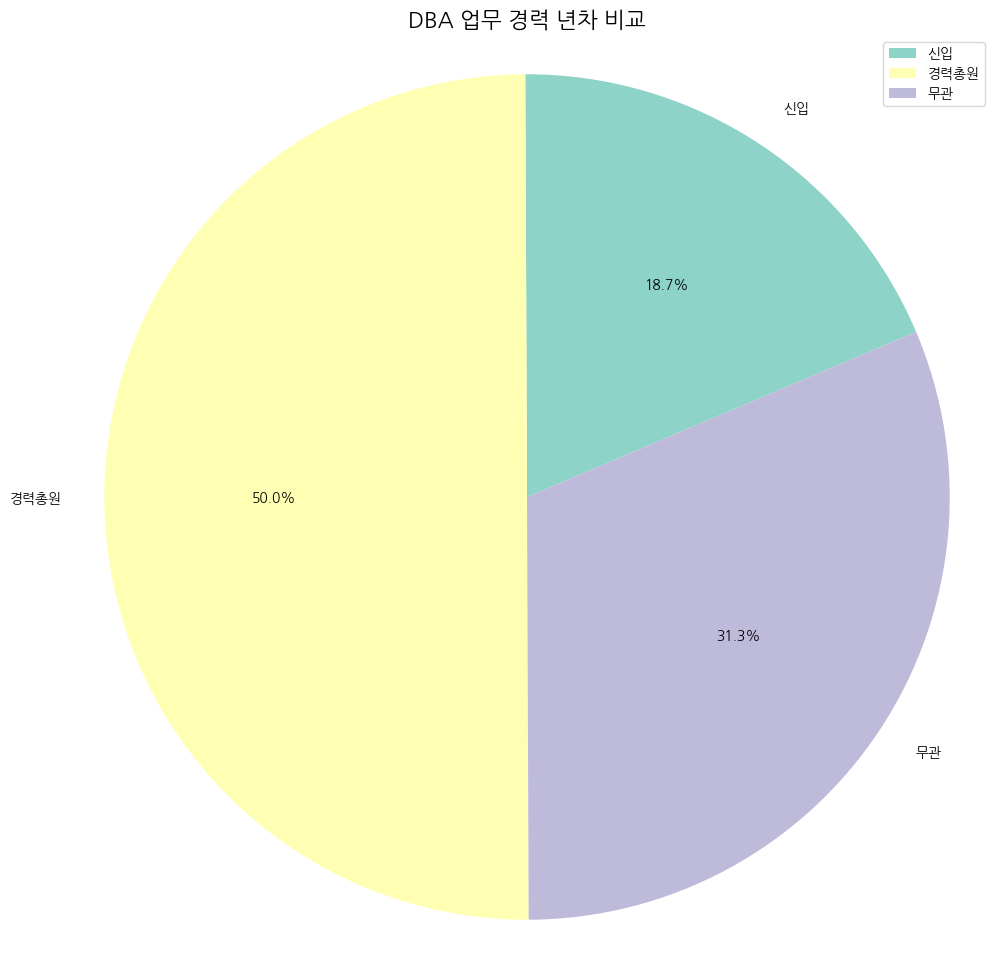 DBA 업무 경력 년차 비교
신입
경력총원
무관
신입
18.7%
경력총원
50.0%
31.3%
무관